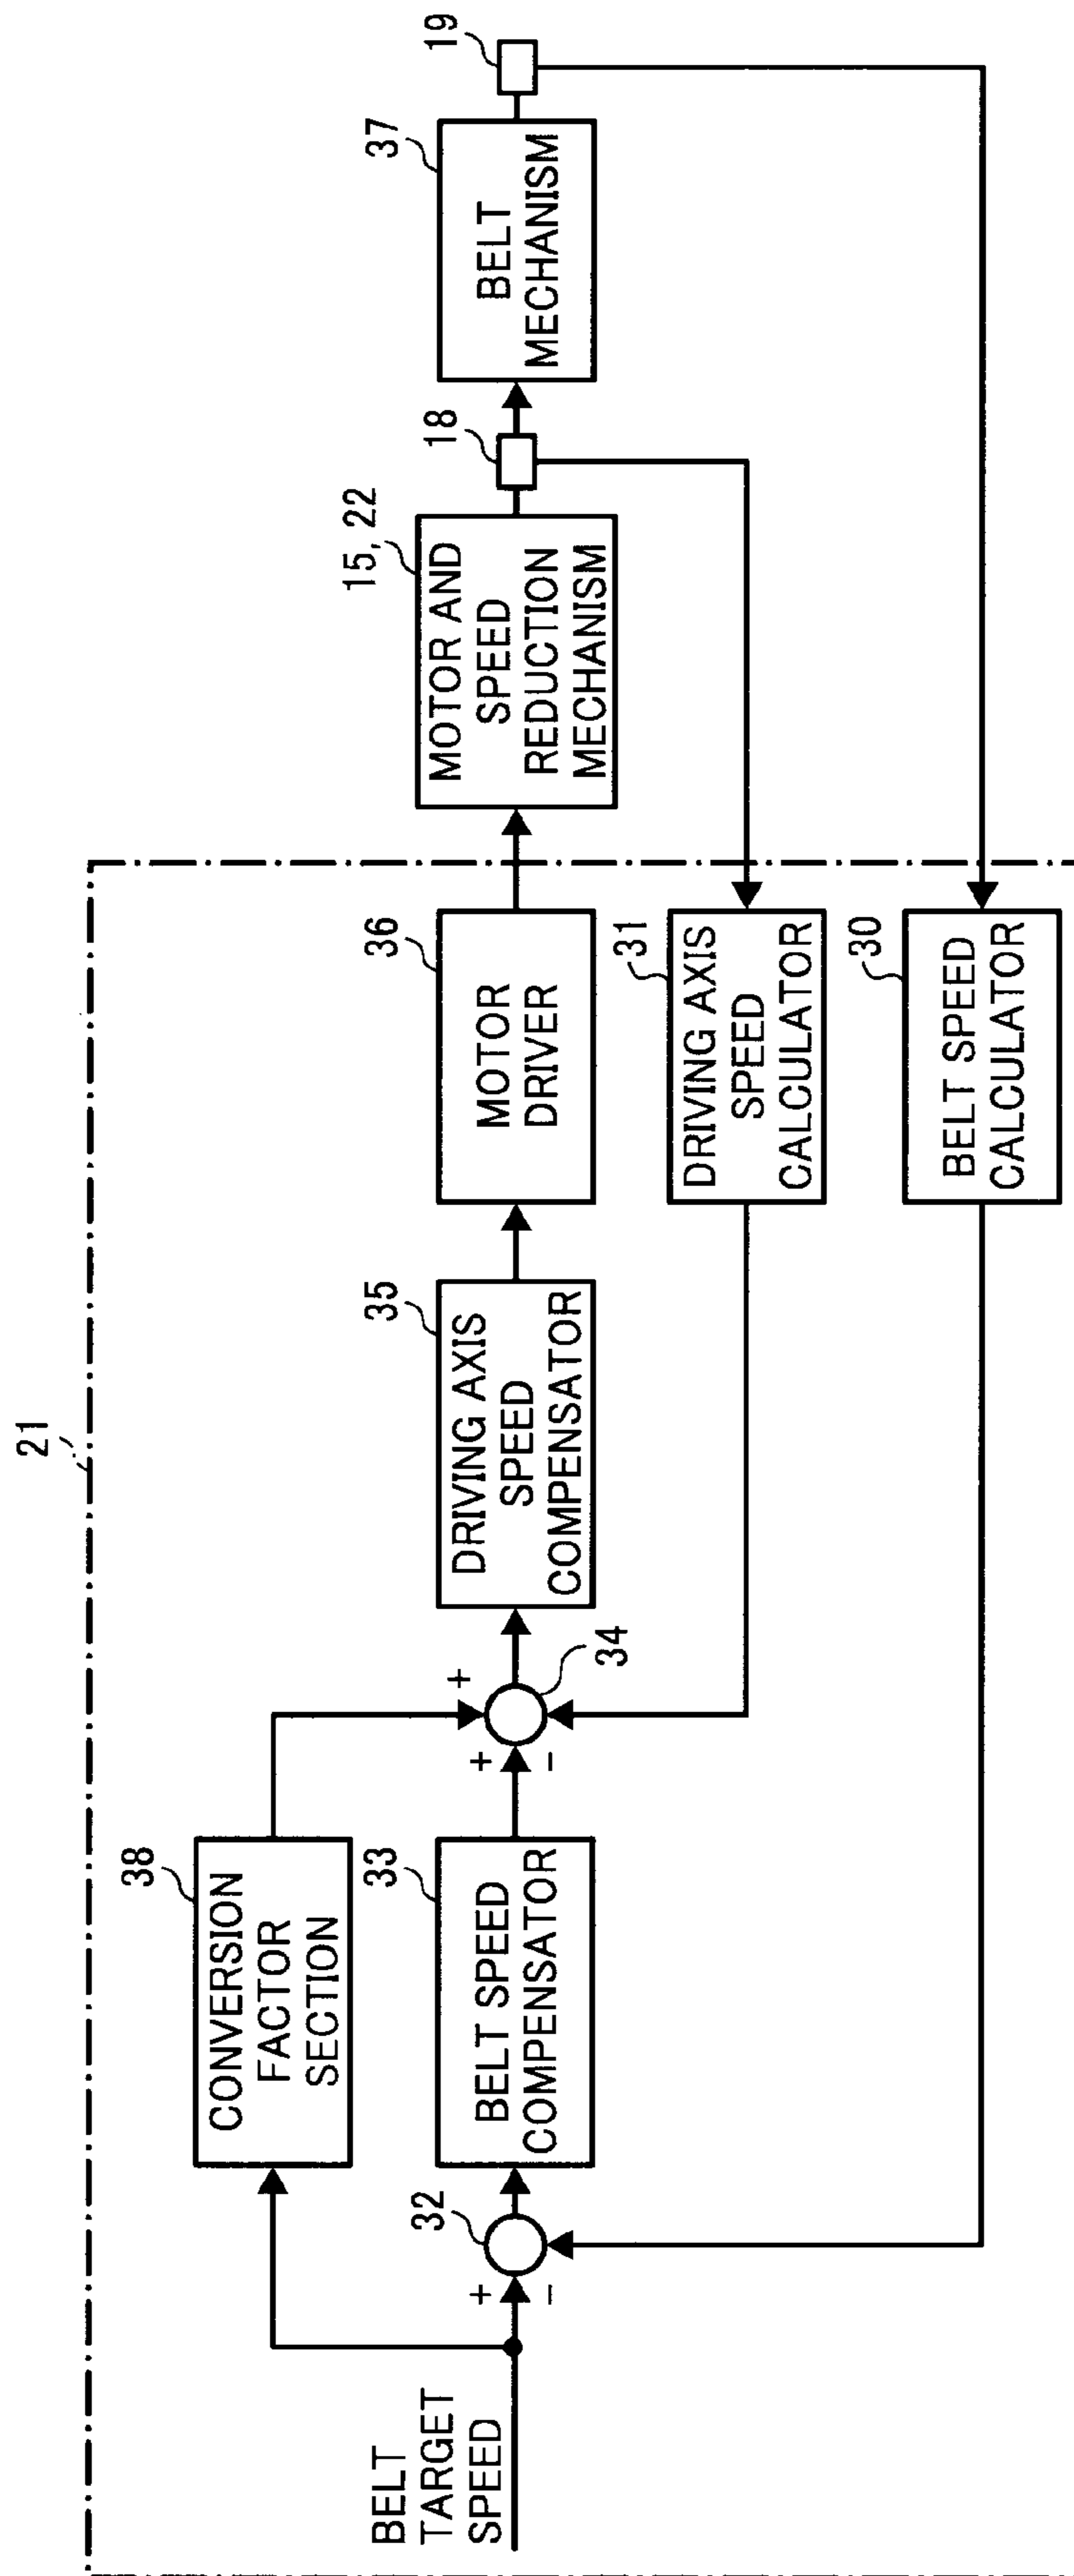 21
38
CONVERSION
FACTOR
SECTION
BELT
TARGET
SPEED
+
−
32
33
BELT SPEED
COMPENSATOR
+
+
−
34
35
DRIVING AXIS
SPEED
COMPENSATOR
36
MOTOR
DRIVER
15, 22
MOTOR AND
SPEED
REDUCTION
MECHANISM
18
37
BELT
MECHANISM
19
31
DRIVING AXIS
SPEED
CALCULATOR
30
BELT SPEED
CALCULATOR